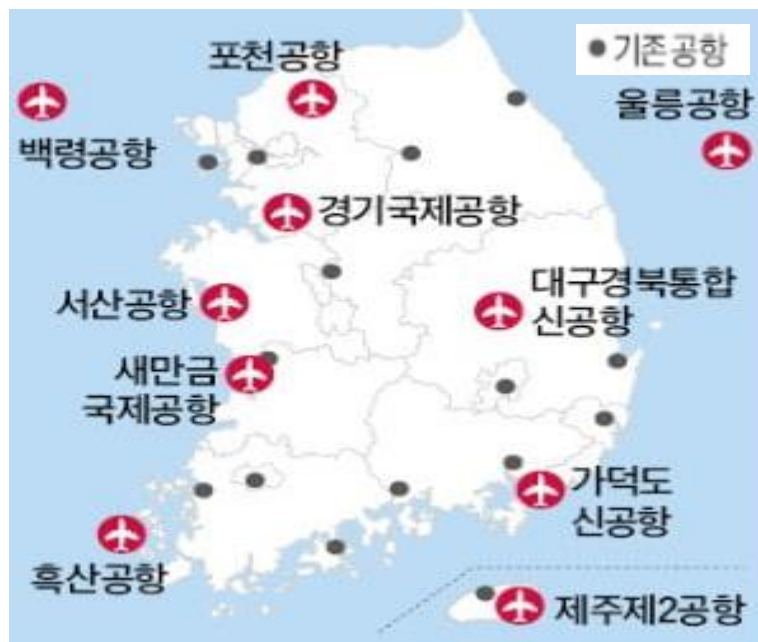 포천공항
기존공항
울릉공항
백령공항
경기국제공항
서산공항
대구경북통합
신공항
새만금
국제공항
가덕도
신공항
흑산공항
제주제2공항